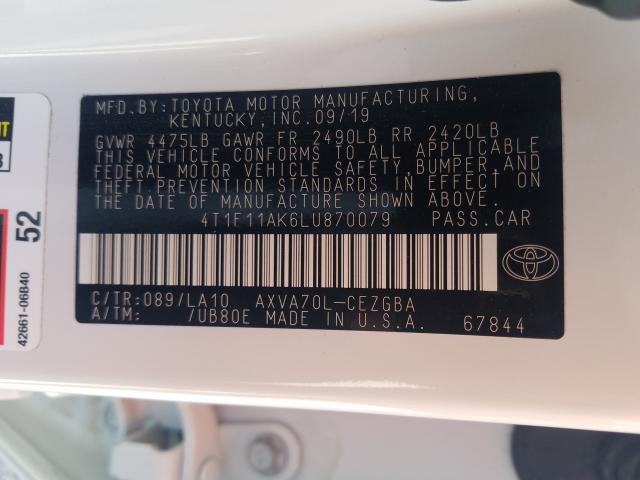 MFD.BY:TOYOTA MOTOR MANUFACTURING,
KENTUCKY,INC.09/19
GVWR 4475LB GAWR FR 2490LB RR 2420LB
THIS VEHICLE CONFORMS TO ALL APPLICABLE
FEDERAL MOTOR VEHICLE SAFETY,BUMPER,AND
THEFT PREVENTION STANDARDS IN EFFECT ON
THE DATE OF MANUFACTURE SHOWN ABOVE.
4T1F11AK6LU870079 PASS.CAR
C/TR:089/LA10 AXVA70L-CEZGBA
A/TM: /UB80E MADE IN U.S.A. 67844
52
42661-06B40